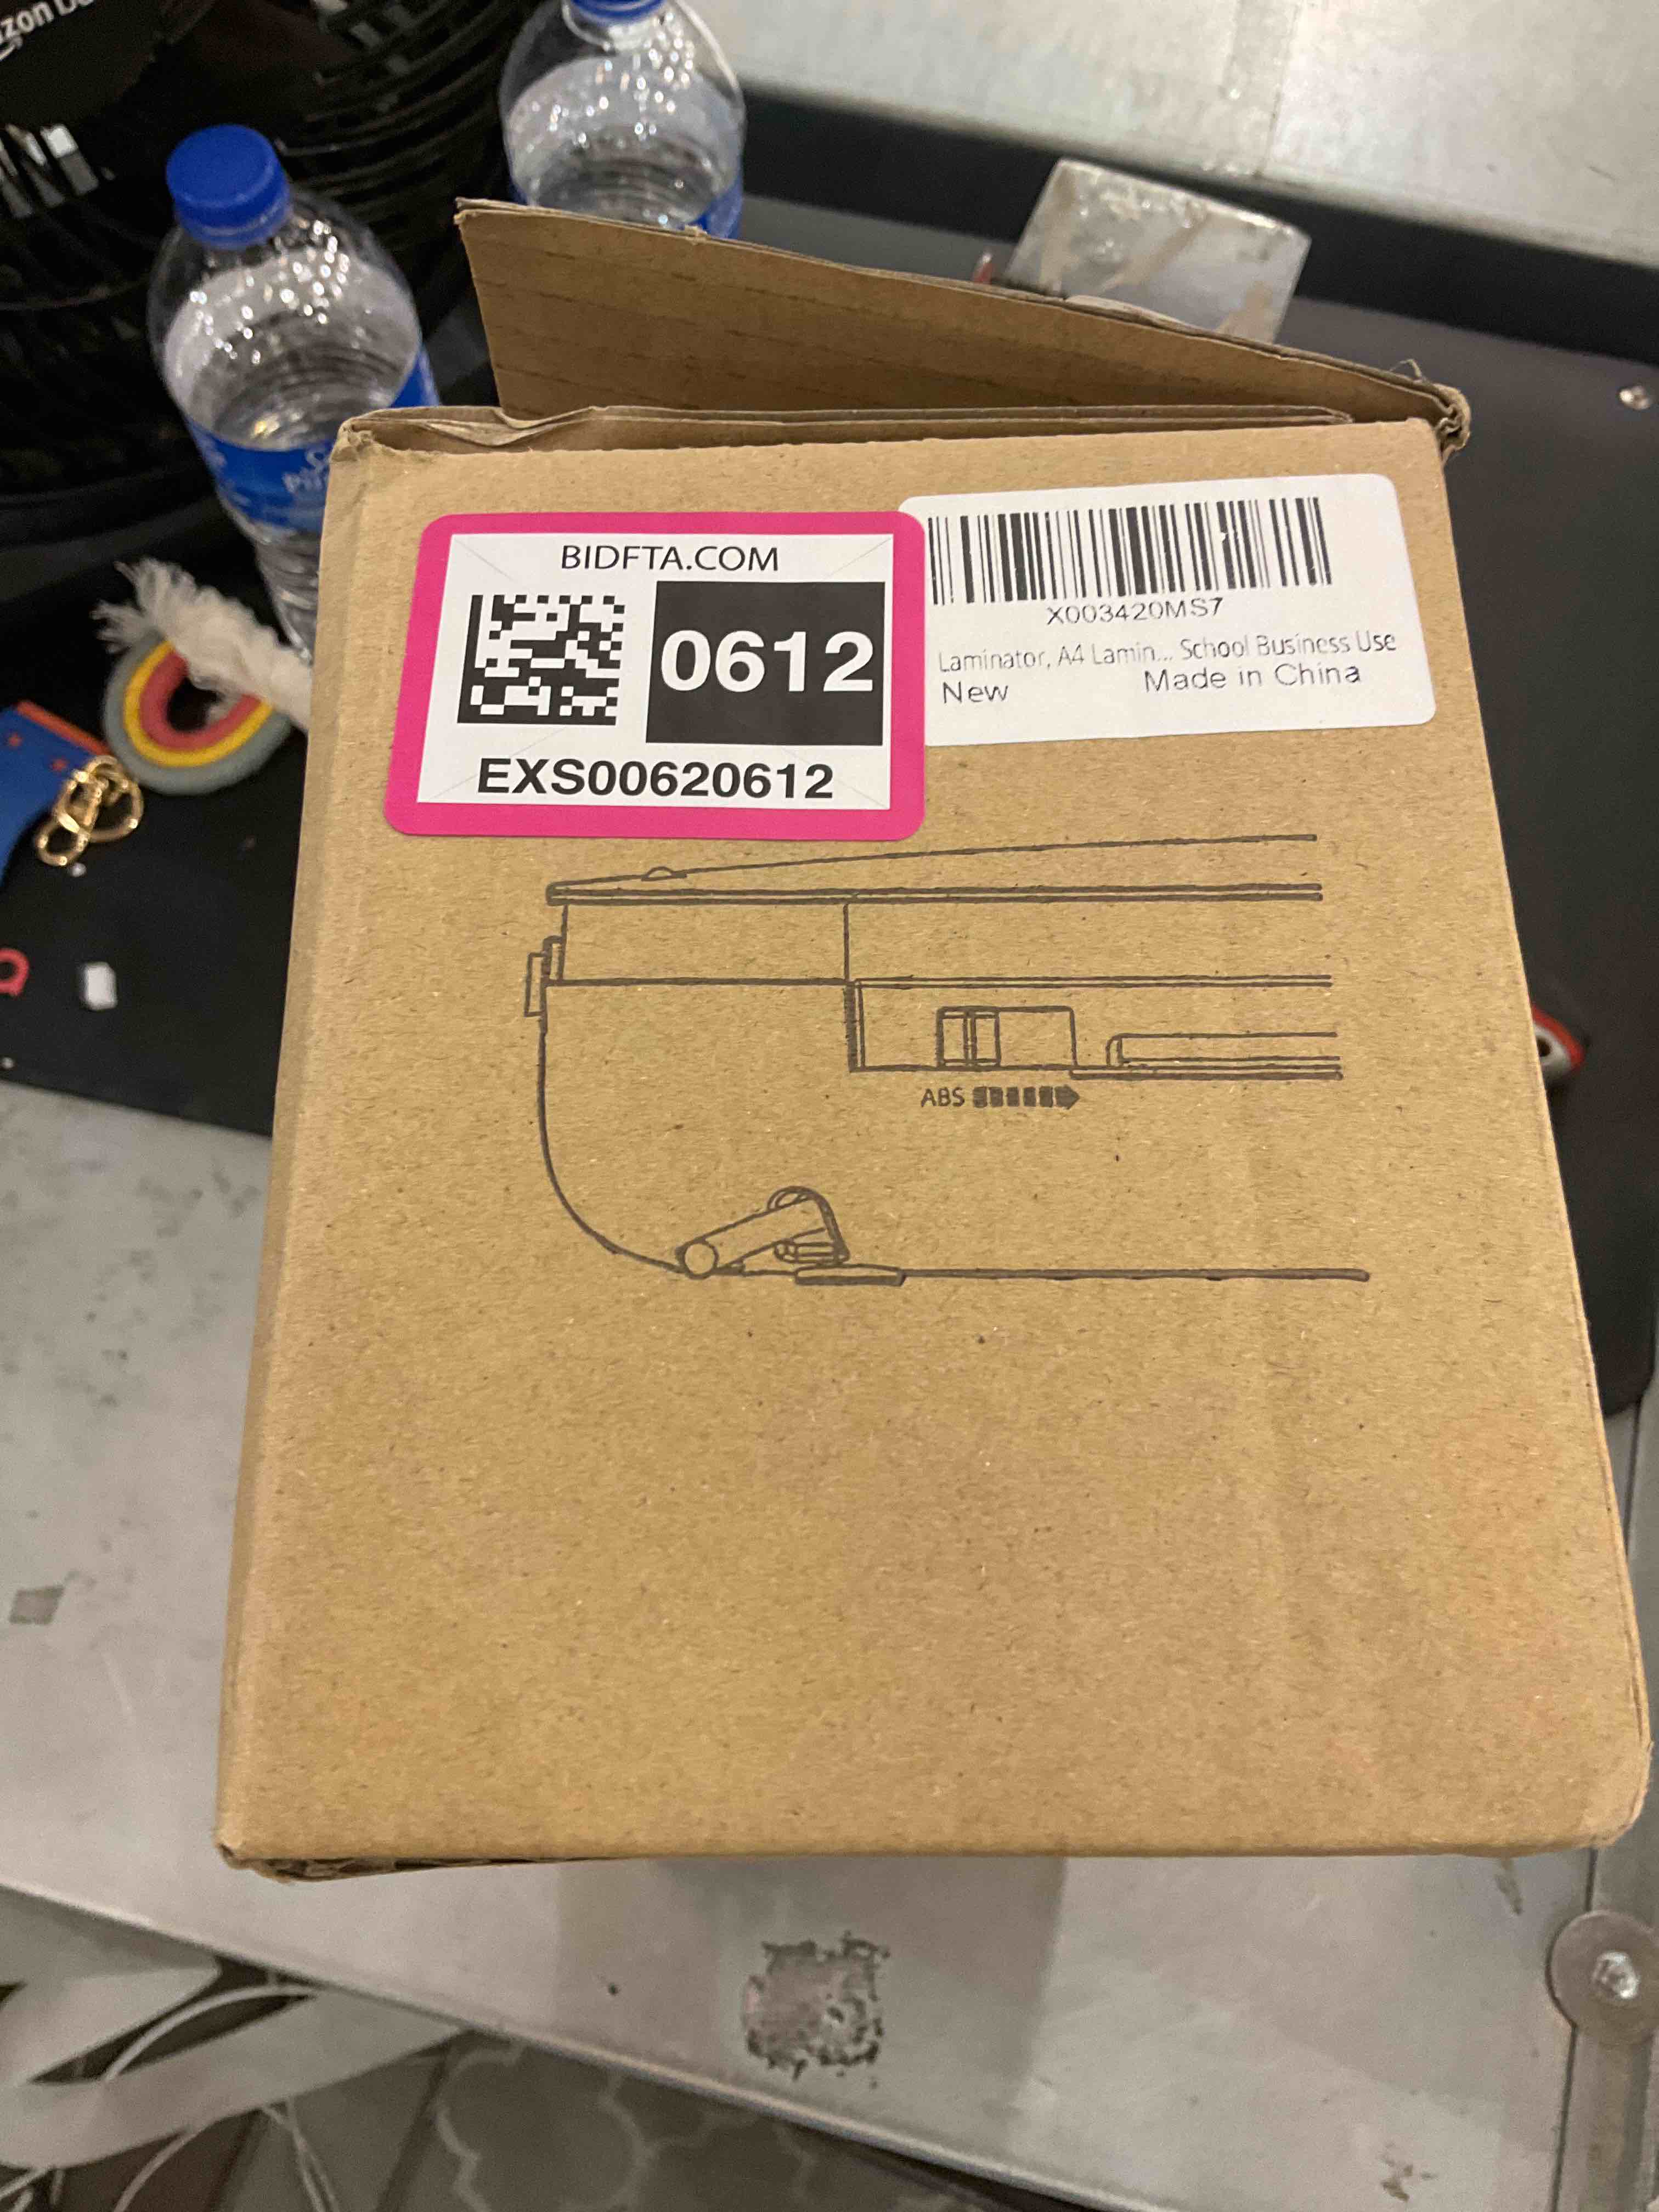 BIDFTA.COM
0612
EXS00620612
X003420MS7
Laminator, A4 Lamin... School Business Use
New Made in China
ABS